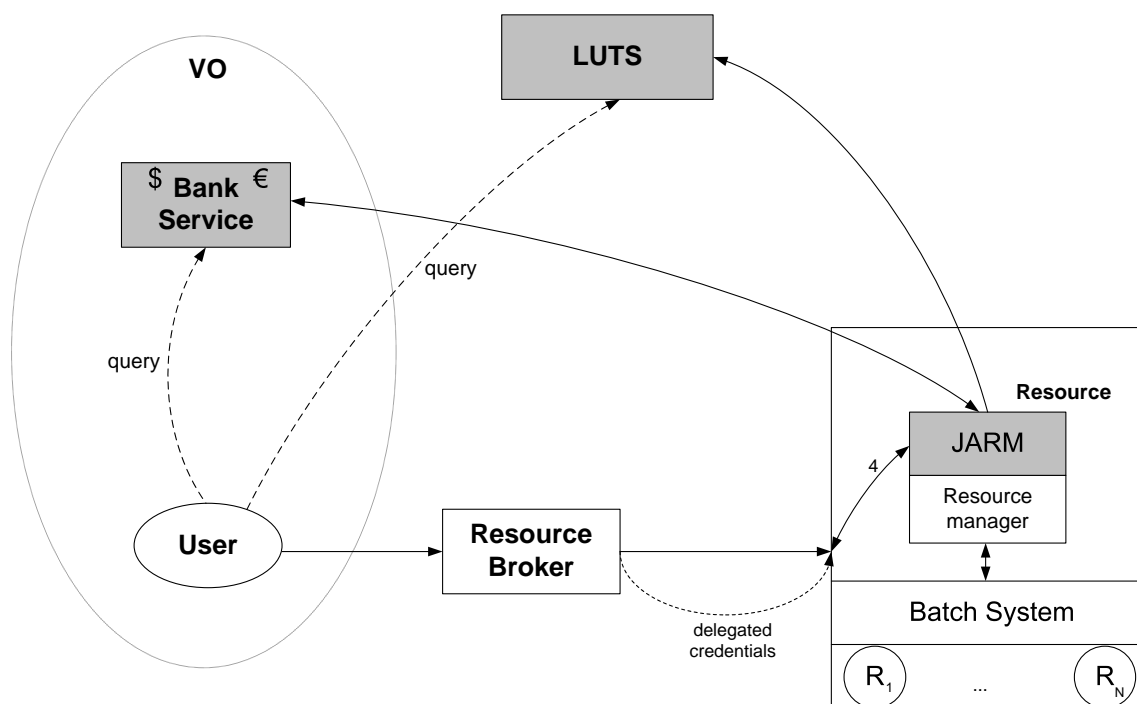 LUTS
VO
$ Bank €
Service
query
query
Resource
JARM
4
Resource
manager
User
Resource
Broker
Batch System
delegated
credentials
R1
...
RN